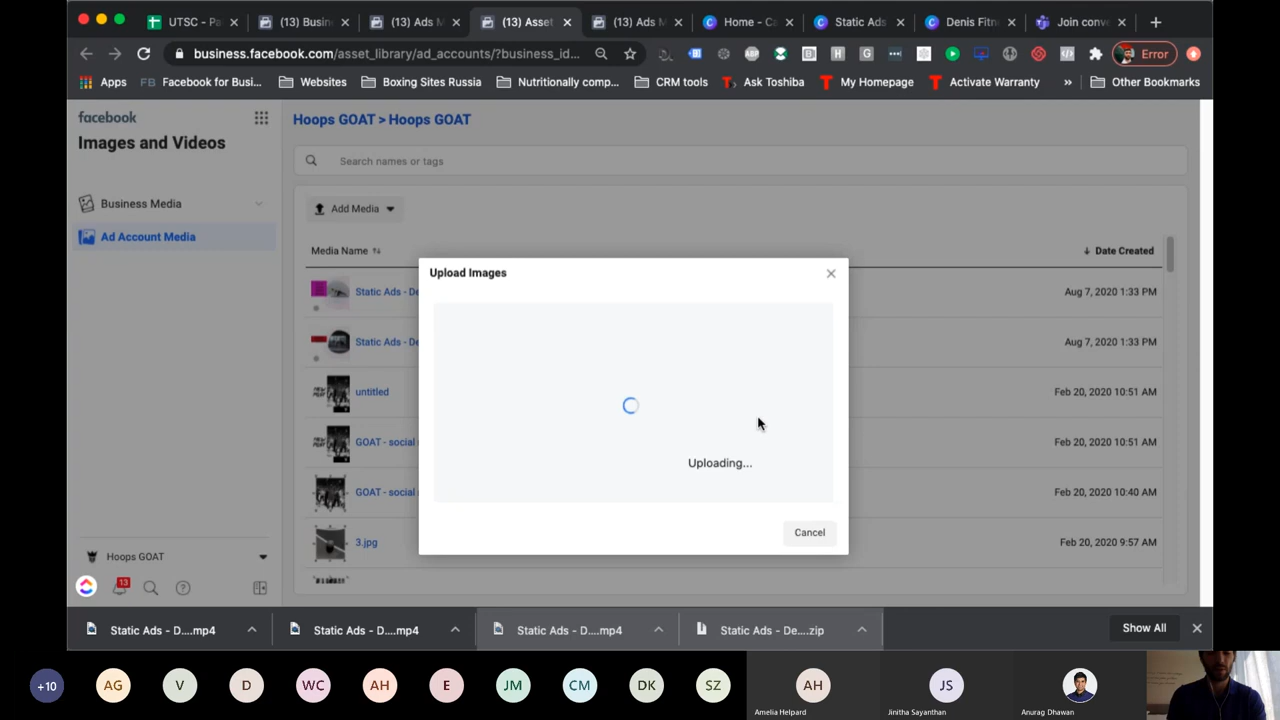 UTSC - Pa
(13) Busin
(13) Ads M
(13) Asset
(13) Ads M
Home - Ca
Static Ads
Denis Fitn
Join conv
business.facebook.com/asset_library/ad_accounts/?business_id...
Error
Apps
FB Facebook for Busi...
Websites
Boxing Sites Russia
Nutritionally comp...
CRM tools
Ask Toshiba
My Homepage
Activate Warranty
»
Other Bookmarks
facebook
Images and Videos
Business Media
Ad Account Media
Hoops GOAT > Hoops GOAT
Search names or tags
Add Media
Media Name
Date Created
Static Ads - De
Aug 7, 2020 1:33 PM
Static Ads - De
Aug 7, 2020 1:33 PM
untitled
Feb 20, 2020 10:51 AM
GOAT - social
Feb 20, 2020 10:51 AM
GOAT - social
Feb 20, 2020 10:40 AM
3.jpg
Feb 20, 2020 9:57 AM
Upload Images
Uploading...
Cancel
Hoops GOAT
13
Static Ads - D....mp4
Static Ads - D....mp4
Static Ads - D....mp4
Static Ads - De....zip
Show All
+10
AG
V
D
WC
AH
E
JM
CM
DK
SZ
AH
Amelia Helpard
JS
Jinitha Sayanthan
Anurag Dhawan